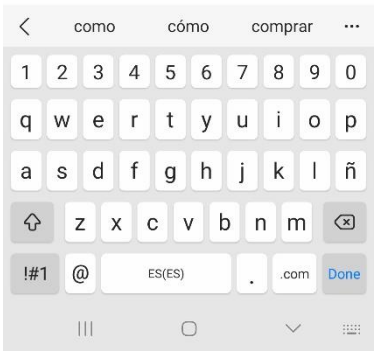 como cómo comprar ...
1 2 3 4 5 6 7 8 9 0
q w e r t y u i o p
a s d f g h j k l ñ
z x c v b n m
!#1 @ ES(ES) . .com Done